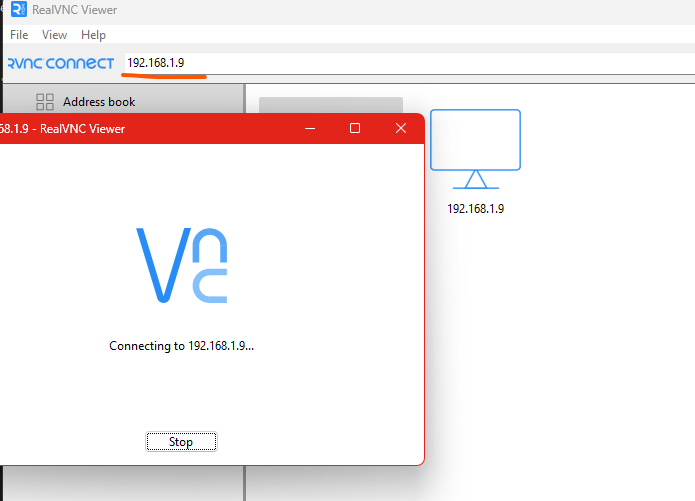 RealVNC Viewer
File View Help
RVNC CONNECT 192.168.1.9
Address book
68.1.9 - RealVNC Viewer
192.168.1.9
Vnc
Connecting to 192.168.1.9...
Stop